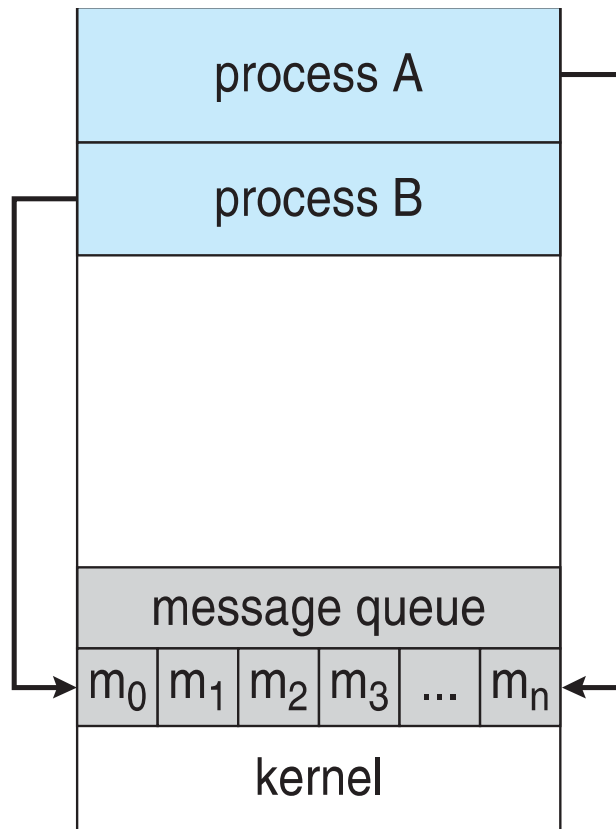 process A
process B
message queue
m₀ m₁ m₂ m₃ ... mₙ
kernel